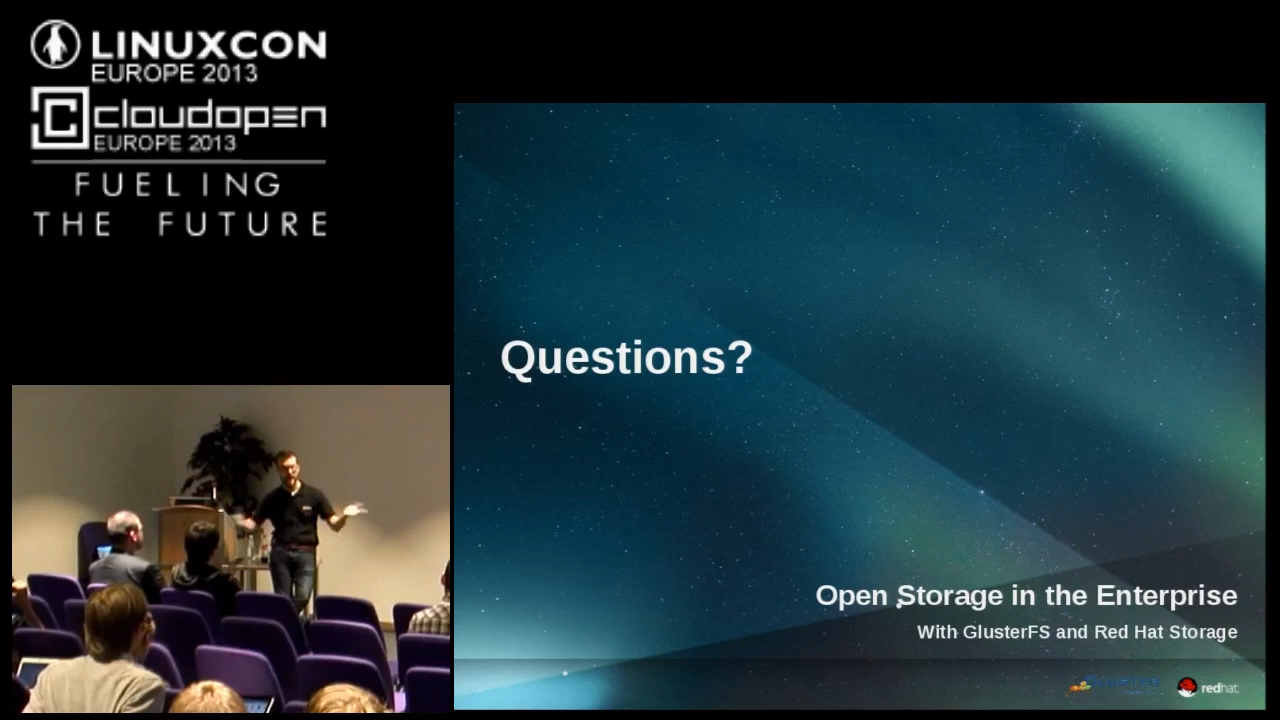 LINUXCON
EUROPE 2013
cloudopen
EUROPE 2013
FUELING
THE FUTURE
Questions?
Open Storage in the Enterprise
With GlusterFS and Red Hat Storage
GLUSTER
redhat